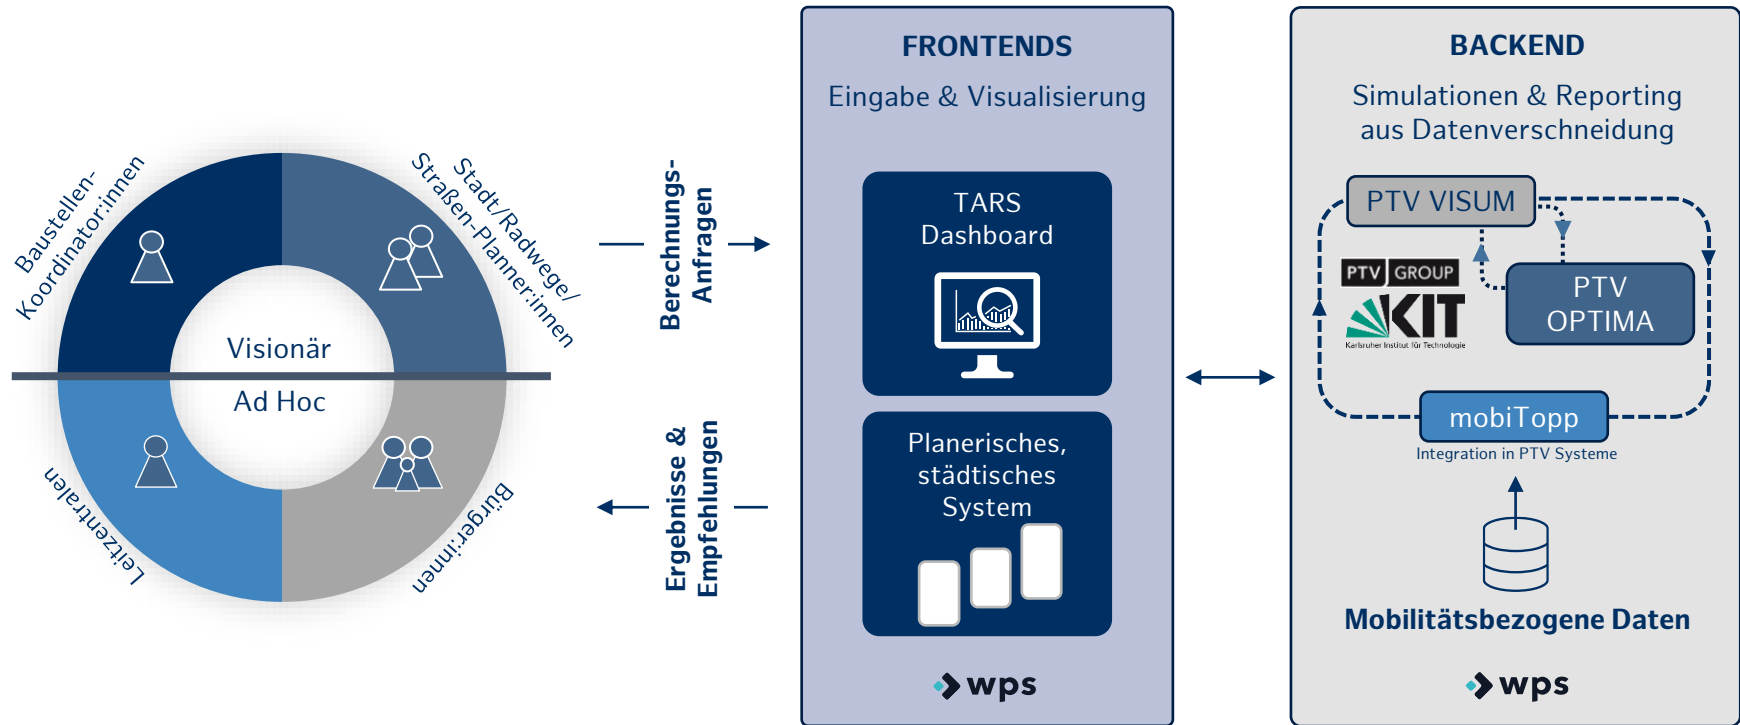 Baustellen-
Koordinator:innen
Stadt/Radwege/
Straßen-Planner:innen
Visionär
Ad Hoc
Leitzentralen
Bürger:innen
Berechnungs-
Anfragen
Ergebnisse &
Empfehlungen
FRONTENDS
Eingabe & Visualisierung
TARS
Dashboard
Planerisches,
städtisches
System
wps
BACKEND
Simulationen & Reporting
aus Datenverschneidung
PTV VISUM
PTV GROUP
KIT
Karlsruher Institut für Technologie
PTV
OPTIMA
mobiTopp
Integration in PTV Systeme
Mobilitätsbezogene Daten
wps